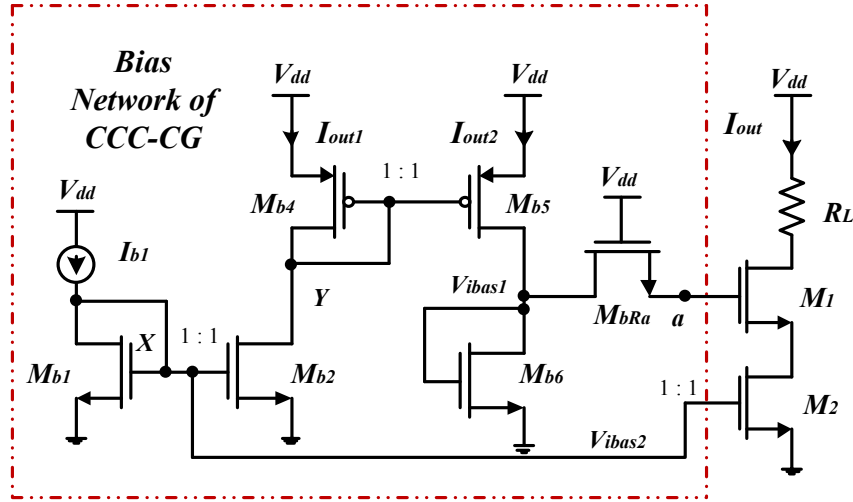 Bias
Network of
CCC-CG
Vdd
Vdd
Vdd
Iout1
Iout2
Iout
1 : 1
Vdd
Mb4
Mb5
Vdd
RL
Ib1
Vibas1
M1
Y
MbRa
a
X
1 : 1
Mb1
Mb2
Mb6
1 : 1
M2
Vibas2